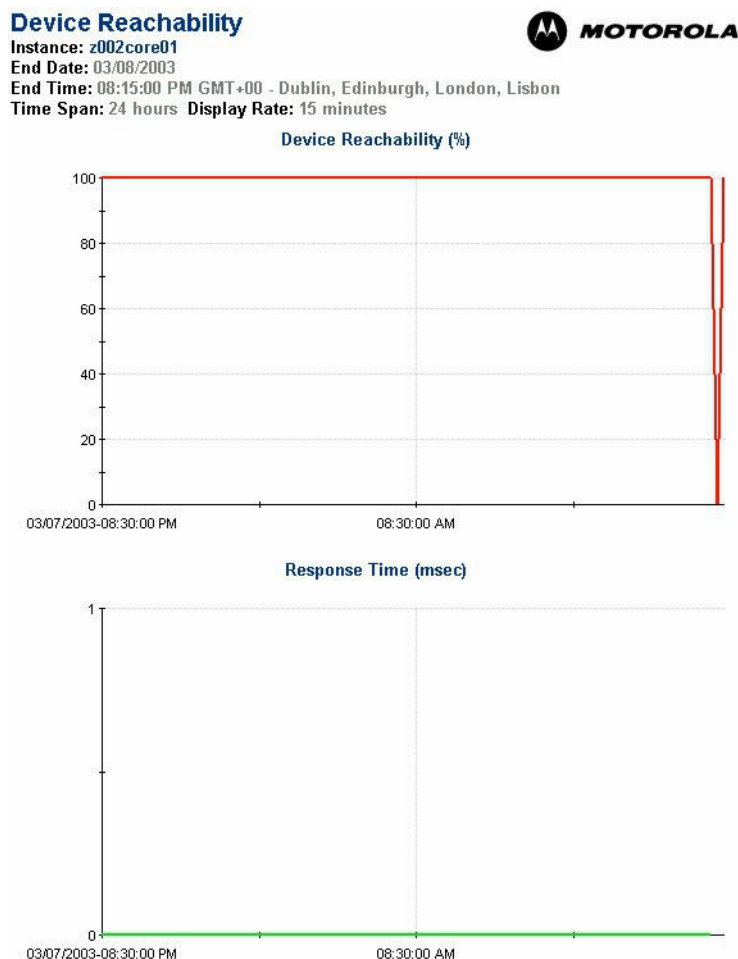 Device Reachability
MOTOROLA
Instance: z002core01
End Date: 03/08/2003
End Time: 08:15:00 PM GMT+00 - Dublin, Edinburgh, London, Lisbon
Time Span: 24 hours Display Rate: 15 minutes
Device Reachability (%)
100
80
60
40
20
0
03/07/2003-08:30:00 PM 08:30:00 AM
Response Time (msec)
1
0
03/07/2003-08:30:00 PM 08:30:00 AM